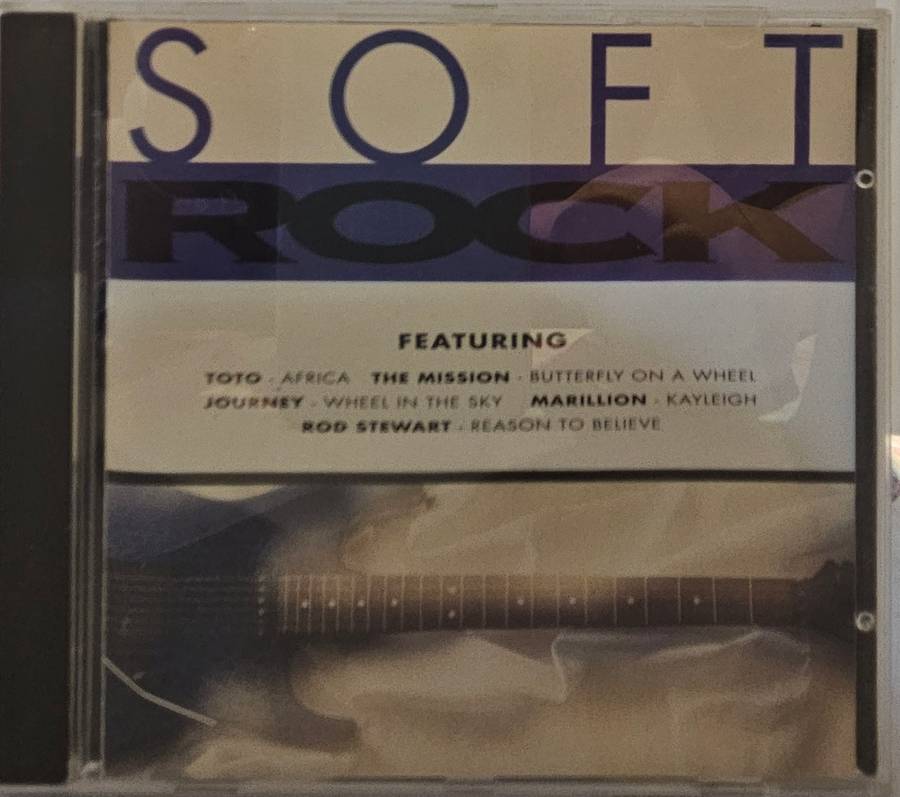 SOFT
ROCK
FEATURING
TOTO - AFRICA THE MISSION - BUTTERFLY ON A WHEEL
JOURNEY - WHEEL IN THE SKY MARILLION - KAYLEIGH
ROD STEWART - REASON TO BELIEVE